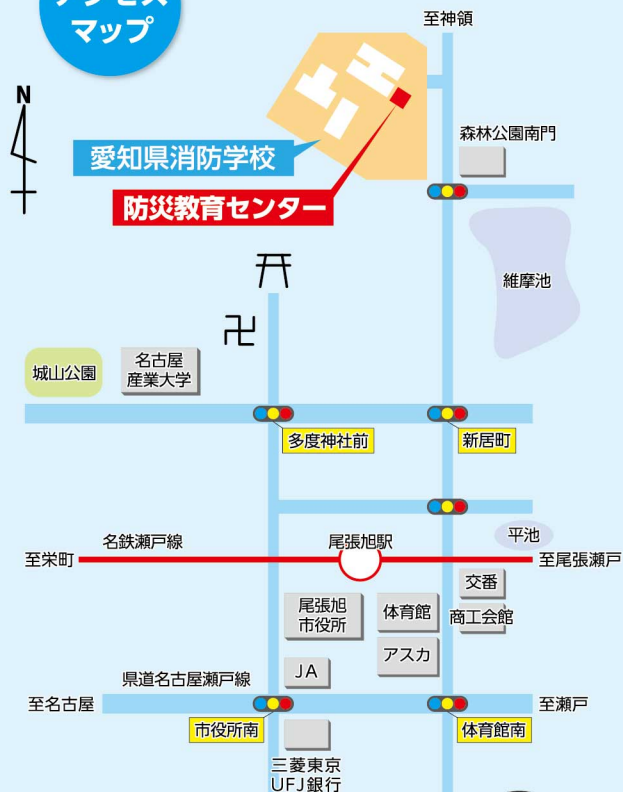 アクセス
マップ
至神領
N
森林公園南門
愛知県消防学校
防災教育センター
維摩池
城山公園
名古屋
産業大学
多度神社前
新居町
名鉄瀬戸線
尾張旭駅
平池
至栄町
至尾張瀬戸
交番
尾張旭
市役所
体育館
商工会館
アスカ
JA
県道名古屋瀬戸線
至名古屋
至瀬戸
市役所南
体育館南
三菱東京
UFJ銀行